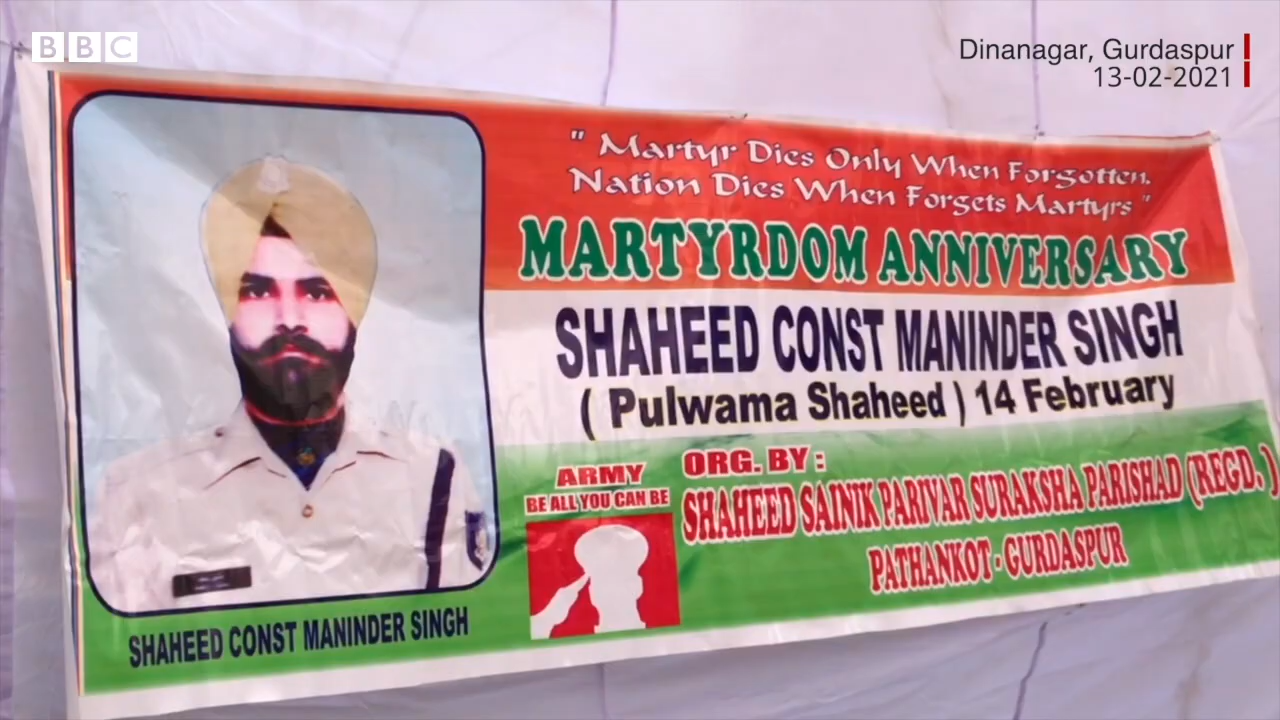 BBC
Dinanagar, Gurdaspur
13-02-2021
" Martyr Dies Only When Forgotten.
Nation Dies When Forgets Martyrs "
MARTYRDOM ANNIVERSARY
SHAHEED CONST MANINDER SINGH
( Pulwama Shaheed ) 14 February
ARMY
BE ALL YOU CAN BE
ORG. BY :
SHAHEED SAINIK PARIVAR SURAKSHA PARISHAD (REGD. )
PATHANKOT - GURDASPUR
SHAHEED CONST MANINDER SINGH